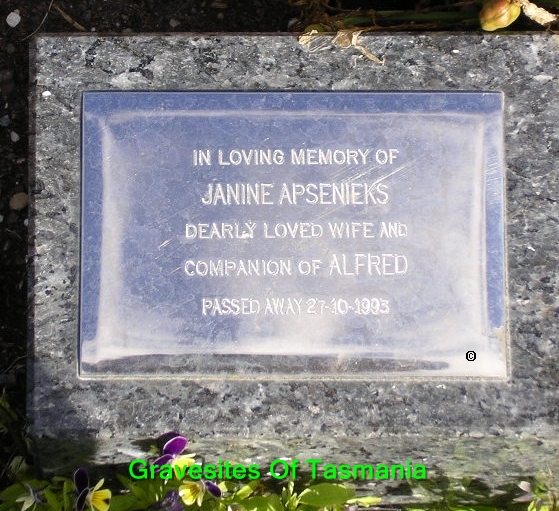 IN LOVING MEMORY OF
JANINE APSENIEKS
DEARLY LOVED WIFE AND
COMPANION OF ALFRED
PASSED AWAY 27-10-1993
©
Gravesites Of Tasmania